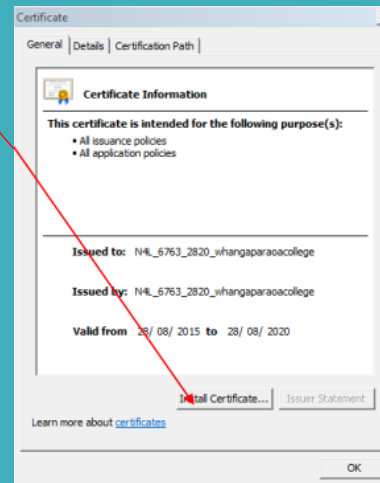 Certificate
General Details Certification Path
Certificate Information
This certificate is intended for the following purpose(s):
• All issuance policies
• All application policies
Issued to: N4L_6763_2820_whangaparaoacollege
Issued by: N4L_6763_2820_whangaparaoacollege
Valid from 28/ 08/ 2015 to 28/ 08/ 2020
Install Certificate... Issuer Statement
Learn more about certificates
OK